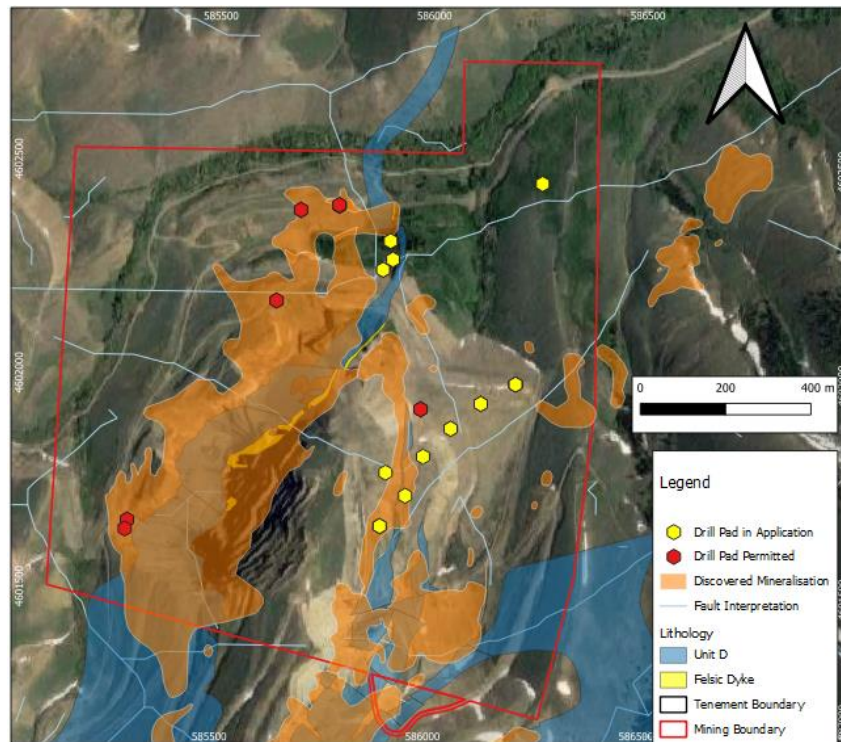 585500
586000
586500
4602500
4602500
4602000
4601500
0
200
400 m
Legend
Drill Pad in Application
Drill Pad Permitted
Discovered Mineralisation
Fault Interpretation
Lithology
Unit D
Felsic Dyke
Tenement Boundary
Mining Boundary
585500
586000